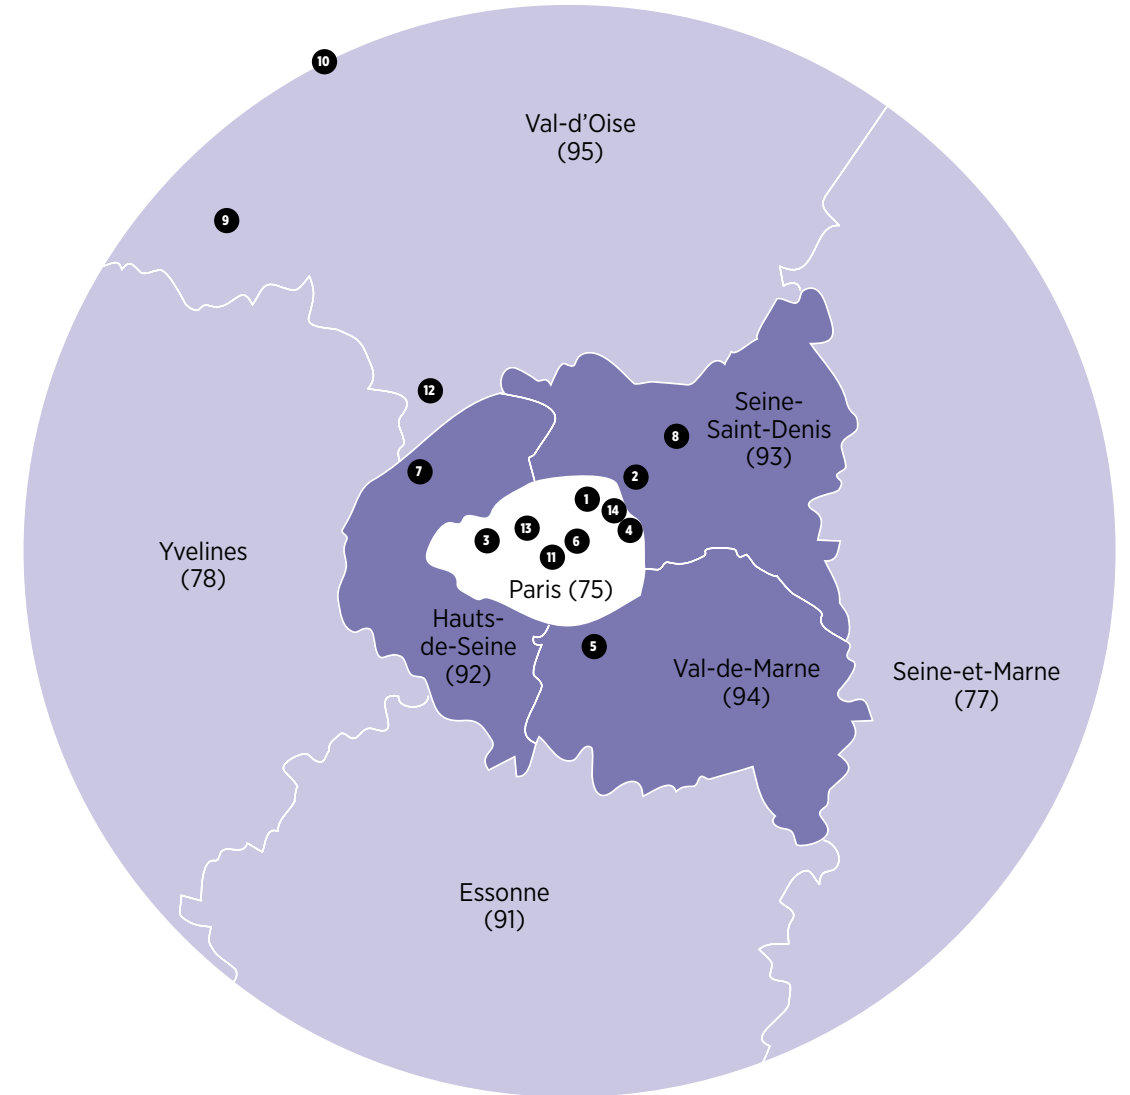 10
Val-d’Oise
(95)
9
12
Seine-
Saint-Denis
(93)
8
7
2
1
14
13
4
3
6
11
Yvelines
(78)
Paris (75)
Hauts-
de-Seine
(92)
5
Val-de-Marne
(94)
Seine-et-Marne
(77)
Essonne
(91)